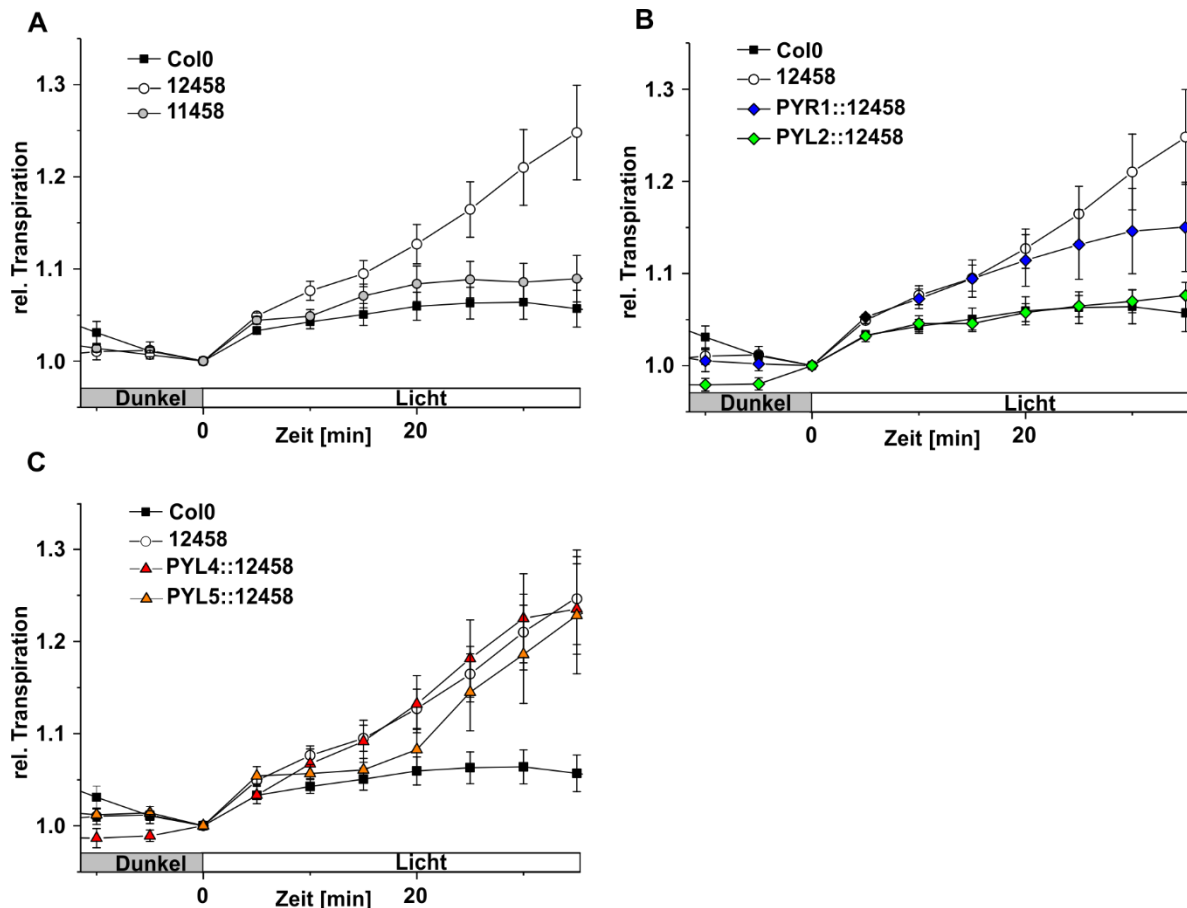 A
Col0
12458
11458
1.3
1.2
1.1
1.0
rel. Transpiration
Dunkel
Licht
0
20
Zeit [min]
B
Col0
12458
PYR1::12458
PYL2::12458
1.3
1.2
1.1
1.0
rel. Transpiration
Dunkel
Licht
0
20
Zeit [min]
C
Col0
12458
PYL4::12458
PYL5::12458
1.3
1.2
1.1
1.0
rel. Transpiration
Dunkel
Licht
0
20
Zeit [min]